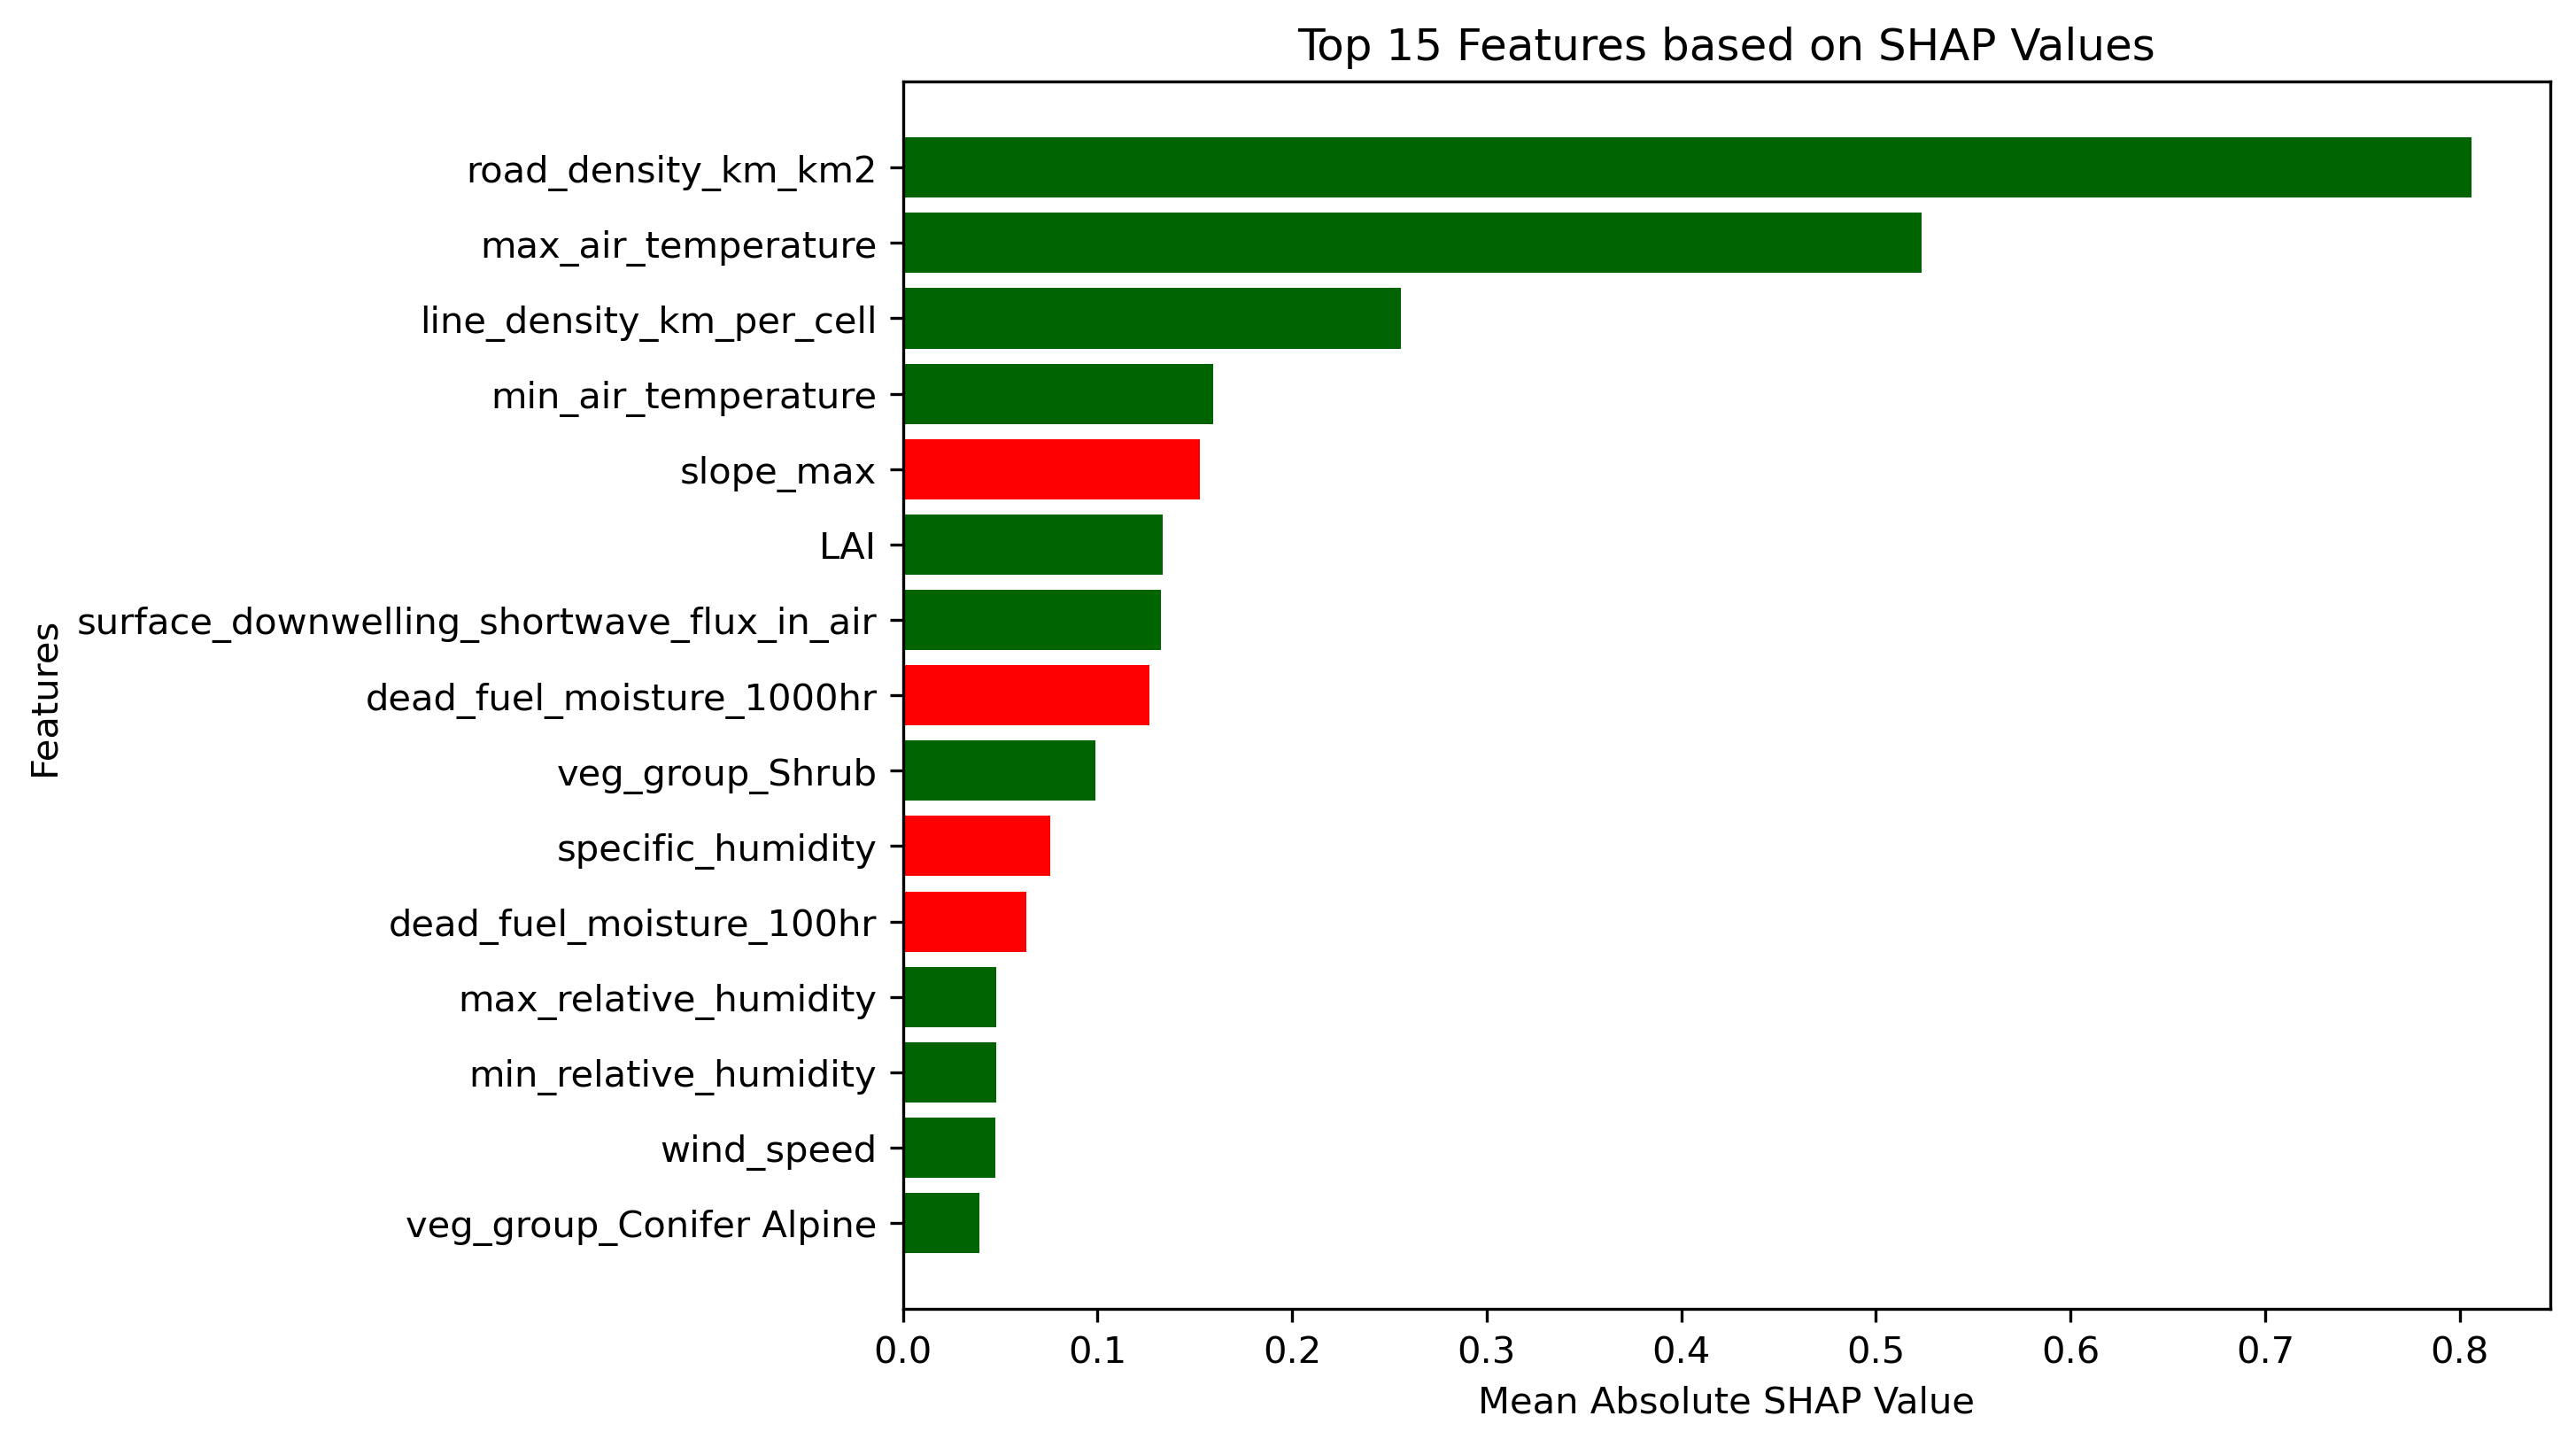 Top 15 Features based on SHAP Values
Features
road_density_km_km2
max_air_temperature
line_density_km_per_cell
min_air_temperature
slope_max
LAI
surface_downwelling_shortwave_flux_in_air
dead_fuel_moisture_1000hr
veg_group_Shrub
specific_humidity
dead_fuel_moisture_100hr
max_relative_humidity
min_relative_humidity
wind_speed
veg_group_Conifer Alpine
0.0 0.1 0.2 0.3 0.4 0.5 0.6 0.7 0.8
Mean Absolute SHAP Value